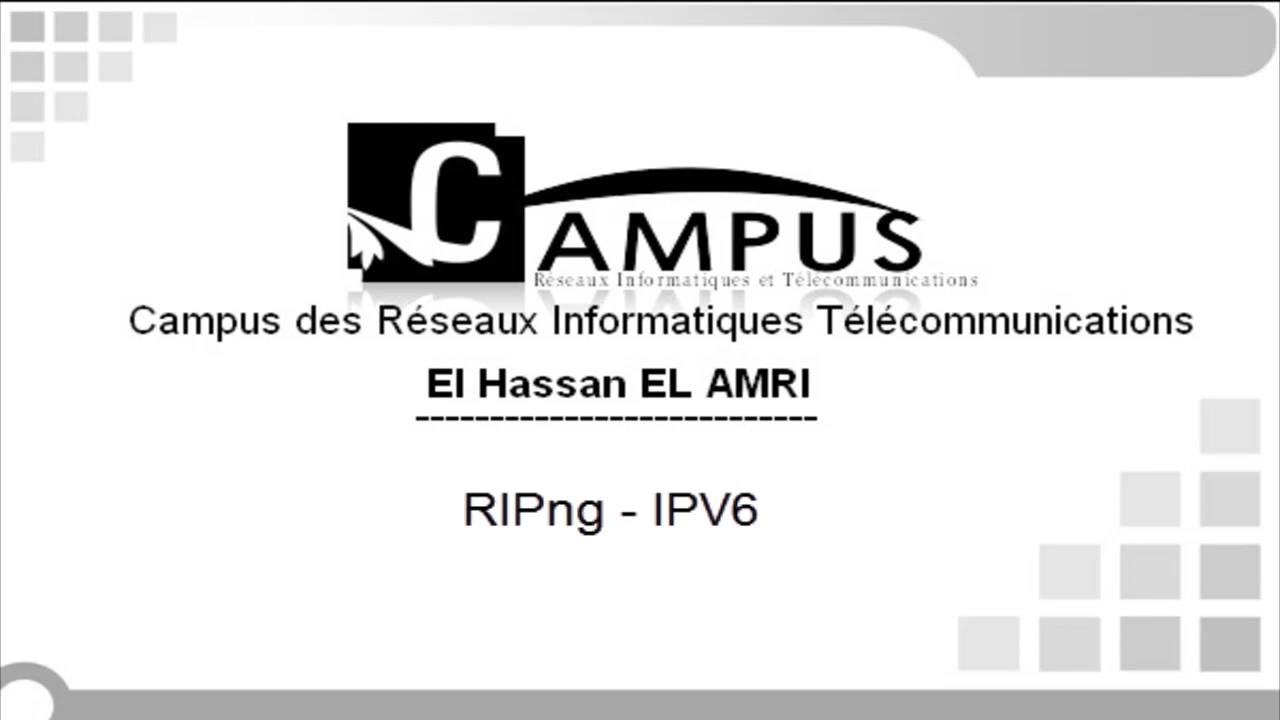 CAMPUS
Réseaux Informatiques et Télécommunications
Campus des Réseaux Informatiques Télécommunications
El Hassan EL AMRI
---------------------------
RIPng - IPV6